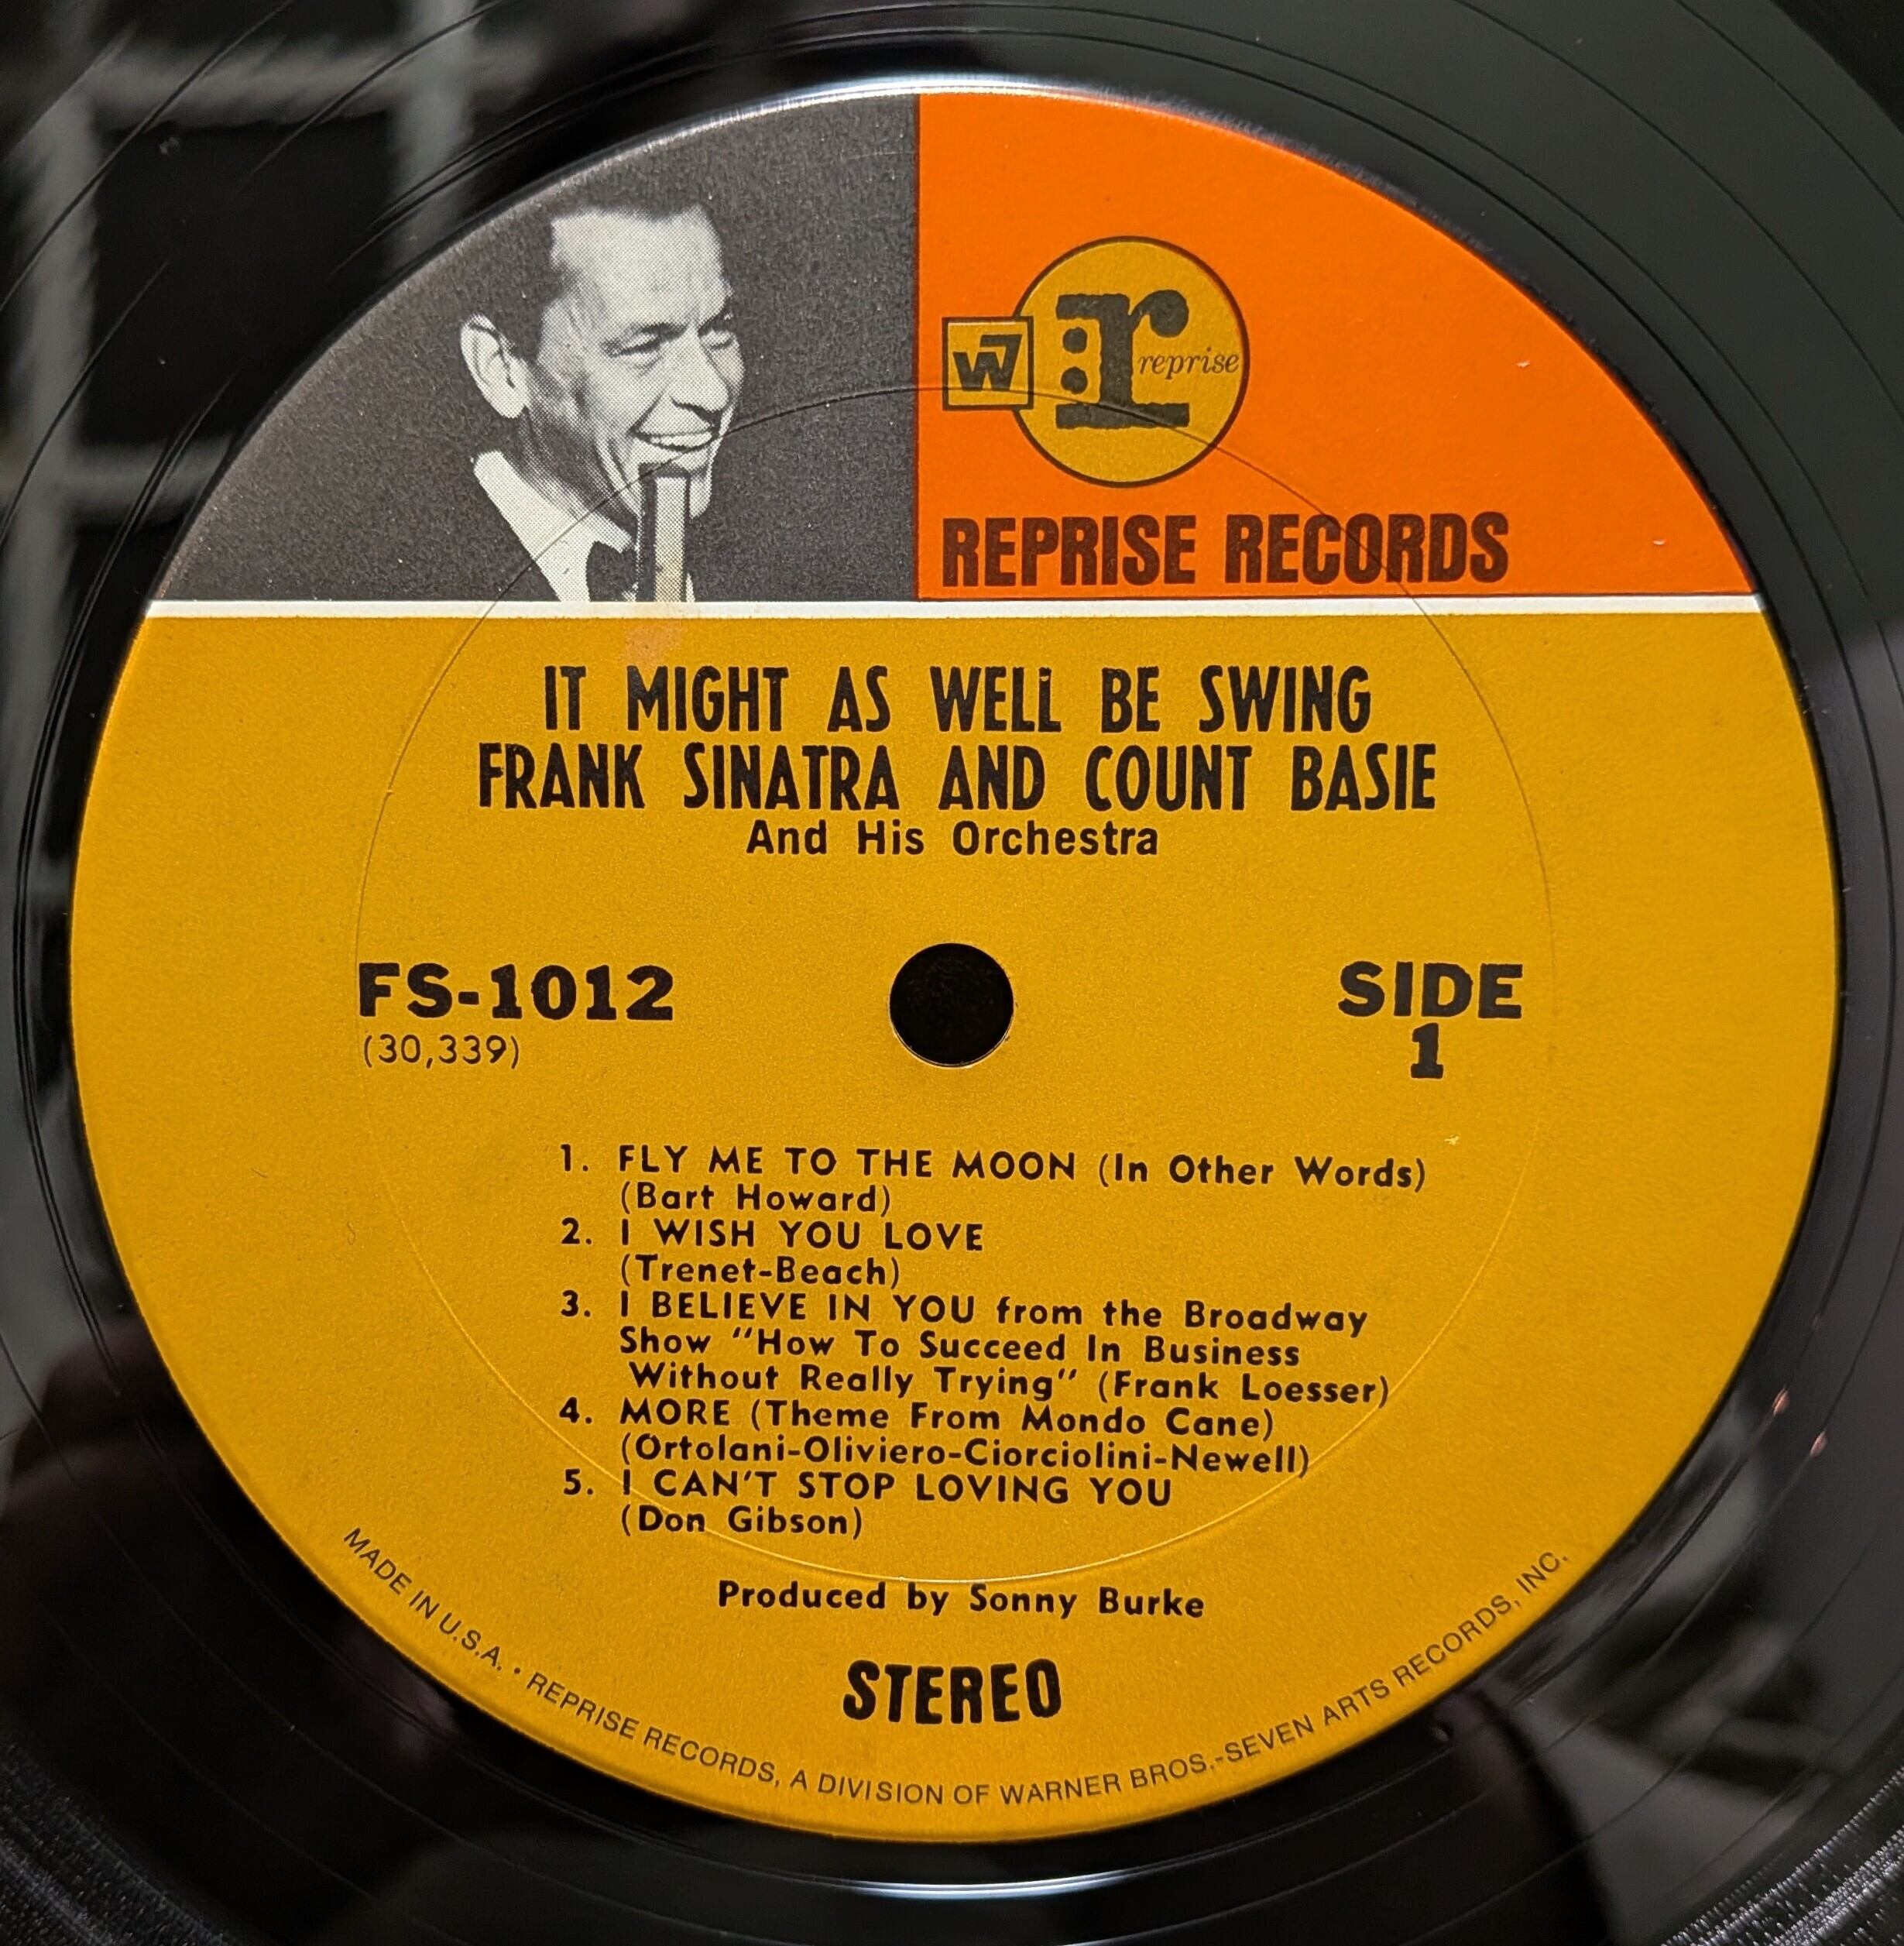 W7
r
reprise
REPRISE RECORDS
IT MIGHT AS WELL BE SWING
FRANK SINATRA AND COUNT BASIE
And His Orchestra
FS-1012
(30,339)
SIDE
1
1. FLY ME TO THE MOON (In Other Words)
(Bart Howard)
2. I WISH YOU LOVE
(Trenet-Beach)
3. I BELIEVE IN YOU from the Broadway
Show "How To Succeed In Business
Without Really Trying" (Frank Loesser)
4. MORE (Theme From Mondo Cane)
(Ortolani-Oliviero-Ciorciolini-Newell)
5. I CAN'T STOP LOVING YOU
(Don Gibson)
Produced by Sonny Burke
STEREO
MADE IN U.S.A. • REPRISE RECORDS, A DIVISION OF WARNER BROS.-SEVEN ARTS RECORDS, INC.